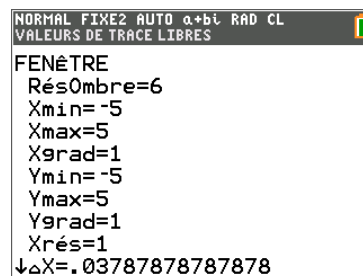 NORMAL FIXE2 AUTO a+bi RAD CL
VALEURS DE TRACE LIBRES
FENÊTRE
RésOmbre=6
Xmin=-5
Xmax=5
Xgrad=1
Ymin=-5
Ymax=5
Ygrad=1
Xrés=1
↓△X=.03787878787878